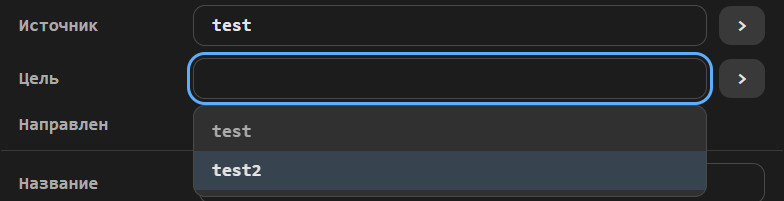 Источник test >
Цель >
Направлен
test
test2
Название